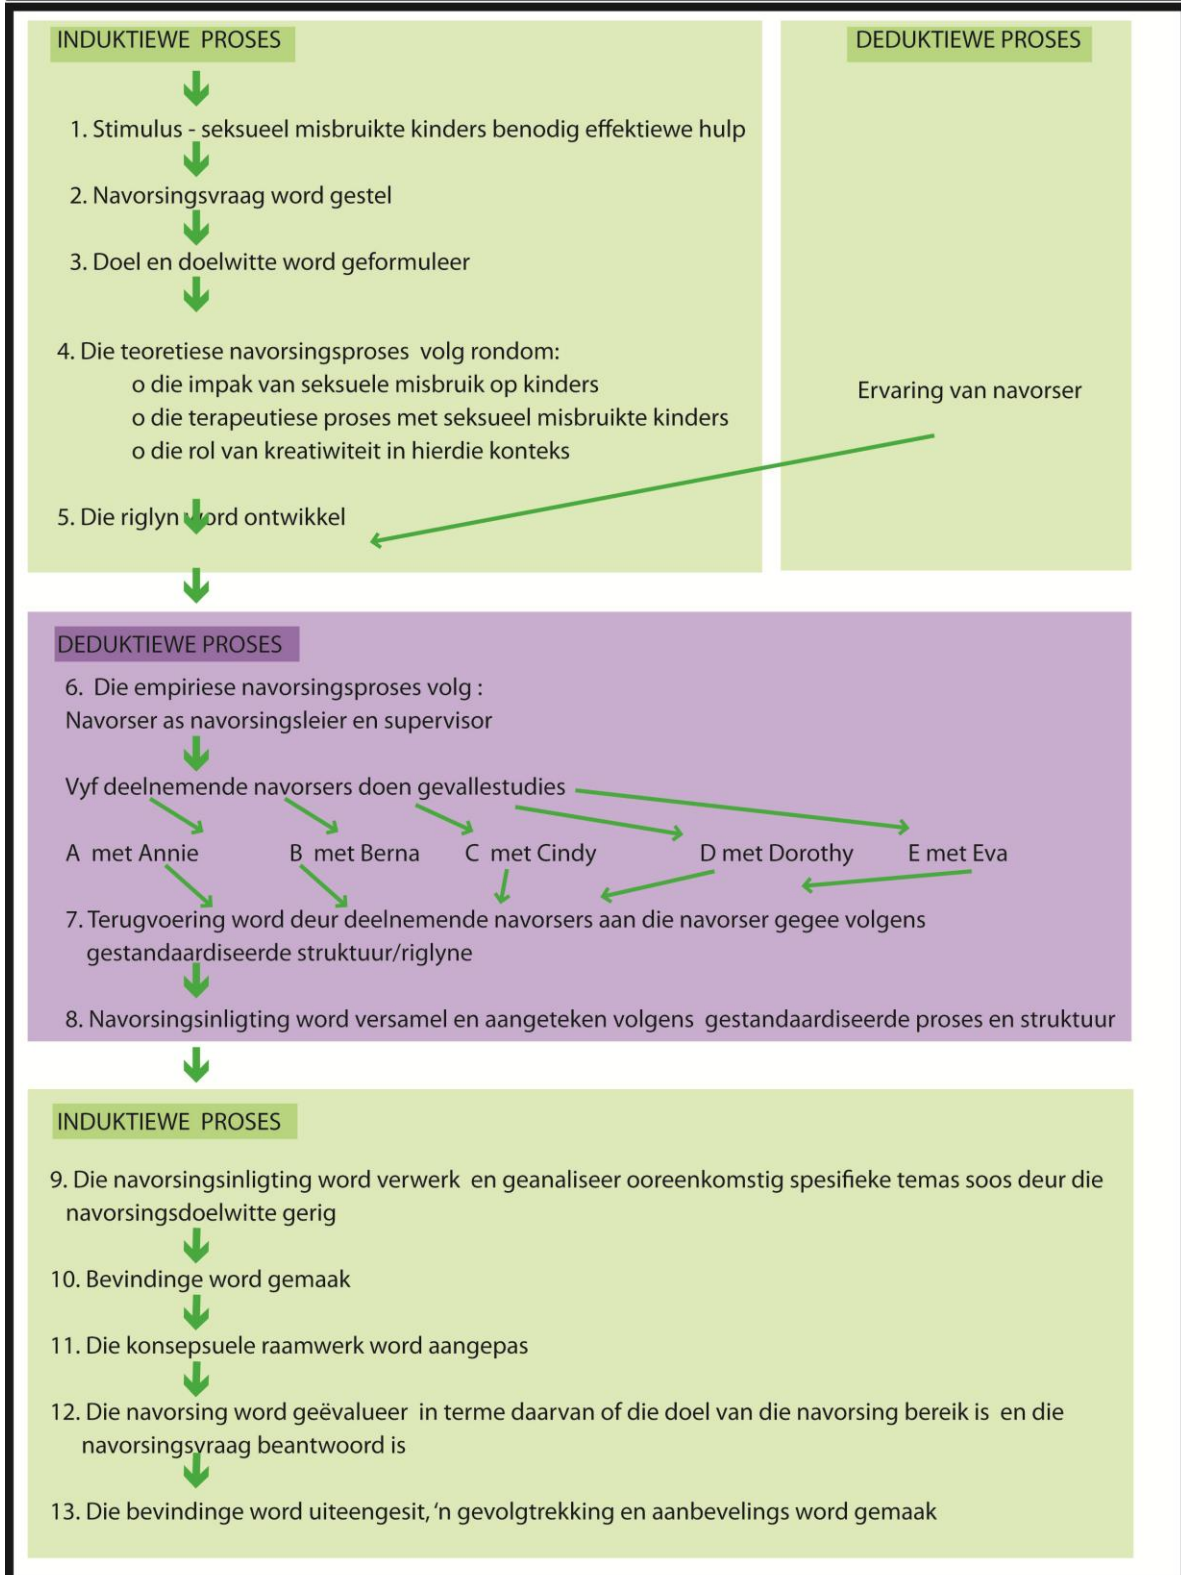 INDUKTIEWE PROSES
DEDUKTIEWE PROSES
1. Stimulus - seksueel misbruikte kinders benodig effektiewe hulp
2. Navorsingsvraag word gestel
3. Doel en doelwitte word geformuleer
4. Die teoretiese navorsingsproses volg rondom:
o die impak van seksuele misbruik op kinders
o die terapeutiese proses met seksueel misbruikte kinders
o die rol van kreatiwiteit in hierdie konteks
Ervaring van navorser
5. Die riglyn word ontwikkel
DEDUKTIEWE PROSES
6. Die empiriese navorsingsproses volg :
Navorser as navorsingsleier en supervisor
Vyf deelnemende navorsers doen gevallestudies
A met Annie B met Berna C met Cindy D met Dorothy E met Eva
7. Terugvoering word deur deelnemende navorsers aan die navorser gegee volgens
gestandaardiseerde struktuur/riglyne
8. Navorsingsinligting word versamel en aangeteken volgens gestandaardiseerde proses en struktuur
INDUKTIEWE PROSES
9. Die navorsingsinligting word verwerk en geanaliseer ooreenkomstig spesifieke temas soos deur die
navorsingsdoelwitte gerig
10. Bevindinge word gemaak
11. Die konsepsuele raamwerk word aangepas
12. Die navorsing word geëvalueer in terme daarvan of die doel van die navorsing bereik is en die
navorsingsvraag beantwoord is
13. Die bevindinge word uiteengesit, ‘n gevolgtrekking en aanbevelings word gemaak